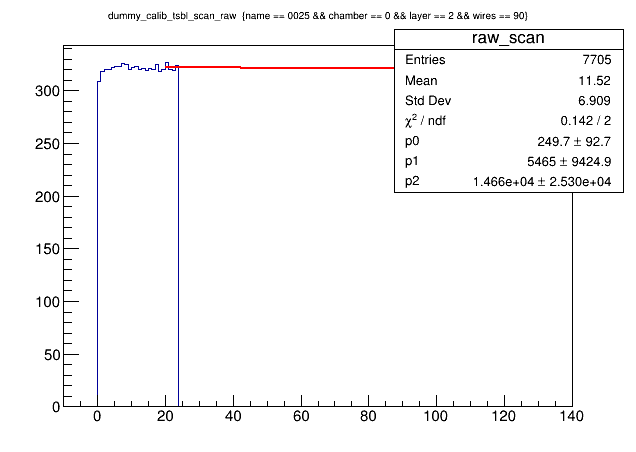 dummy_calib_tsbl_scan_raw {name == 0025 && chamber == 0 && layer == 2 && wires == 90}
raw_scan
Entries 7705
Mean 11.52
Std Dev 6.909
χ² / ndf 0.142 / 2
p0 249.7 ± 92.7
p1 5465 ± 9424.9
p2 1.466e+04 ± 2.530e+04
300
250
200
150
100
50
0
0 20 40 60 80 100 120 140